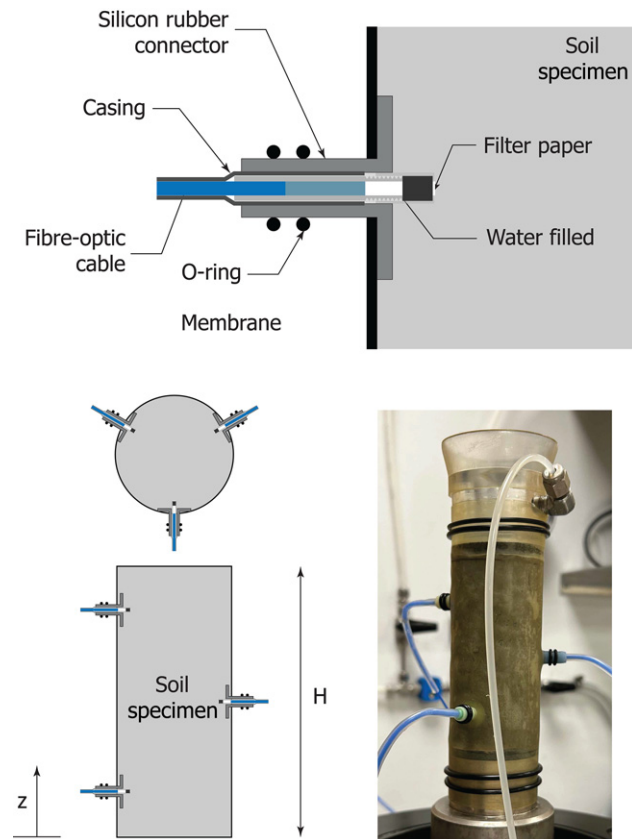 Silicon rubber
connector
Soil
specimen
Casing
Filter paper
Fibre-optic
cable
Water filled
O-ring
Membrane
Soil
specimen
H
z